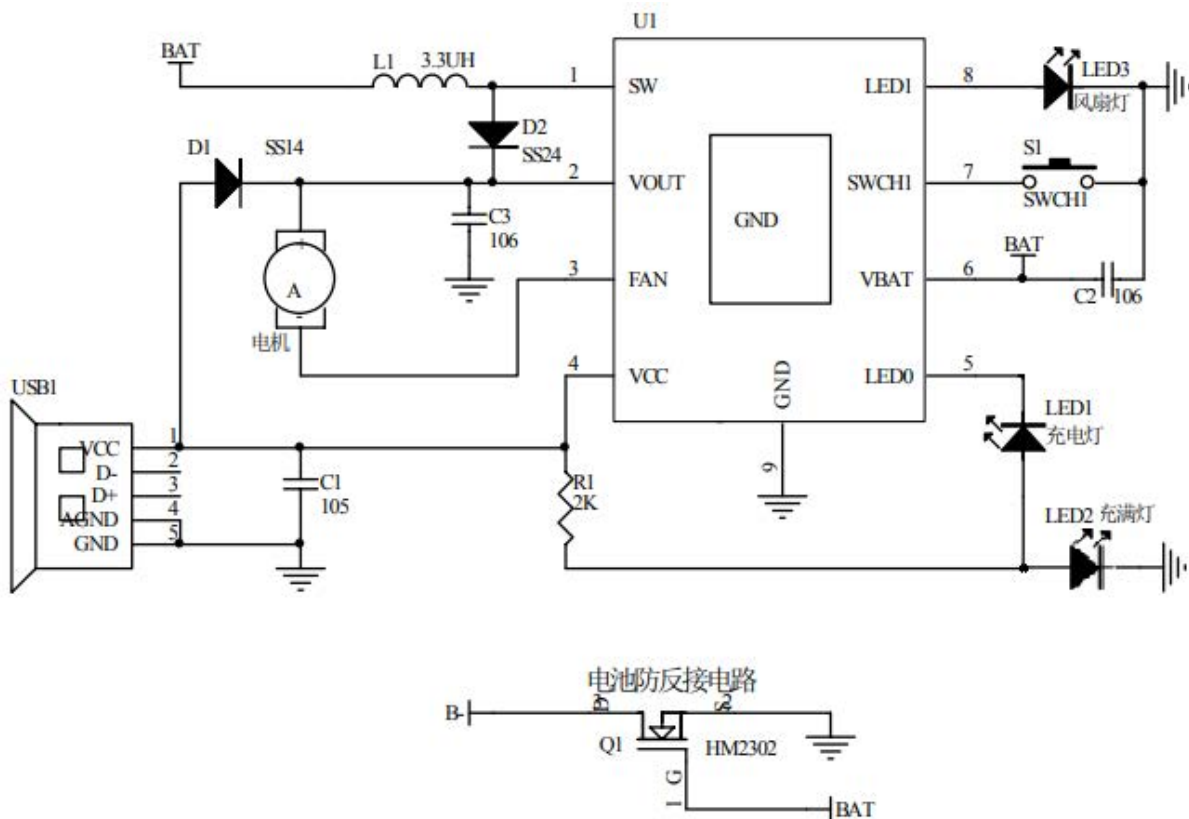 U1
BAT
L1 3.3UH
1 SW
LED1 8
LED3
风扇灯
D2
SS24
D1 SS14
2 VOUT
SWCH1 7
S1
SWCH1
C3
106
GND
BAT
3 FAN
VBAT 6
C2 106
A
电机
4 VCC
GND
LED0 5
USB1
LED1
充电灯
VCC 1
D- 2
D+ 3
AGND 4
GND 5
C1
105
R1
2K
9
LED2 充满灯
电池防反接电路
B-
D
S
2
Q1
HM2302
G
1
BAT